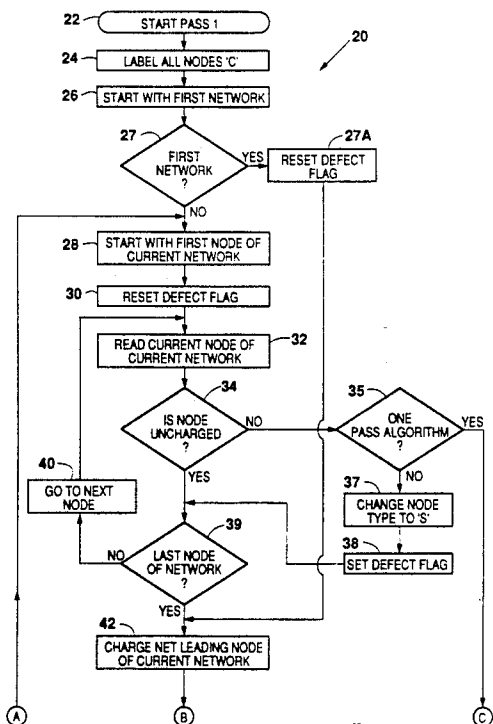 22
START PASS 1
20
24
LABEL ALL NODES 'C'
26
START WITH FIRST NETWORK
27
FIRST
NETWORK
?
YES
27A
RESET DEFECT
FLAG
NO
28
START WITH FIRST NODE OF
CURRENT NETWORK
30
RESET DEFECT FLAG
32
READ CURRENT NODE OF
CURRENT NETWORK
34
IS NODE
UNCHARGED
?
NO
YES
35
ONE
PASS ALGORITHM
?
YES
NO
37
CHANGE NODE
TYPE TO 'S'
38
SET DEFECT FLAG
40
GO TO NEXT
NODE
39
LAST NODE
OF NETWORK
?
NO
YES
42
CHARGE NET LEADING NODE
OF CURRENT NETWORK
A
B
C